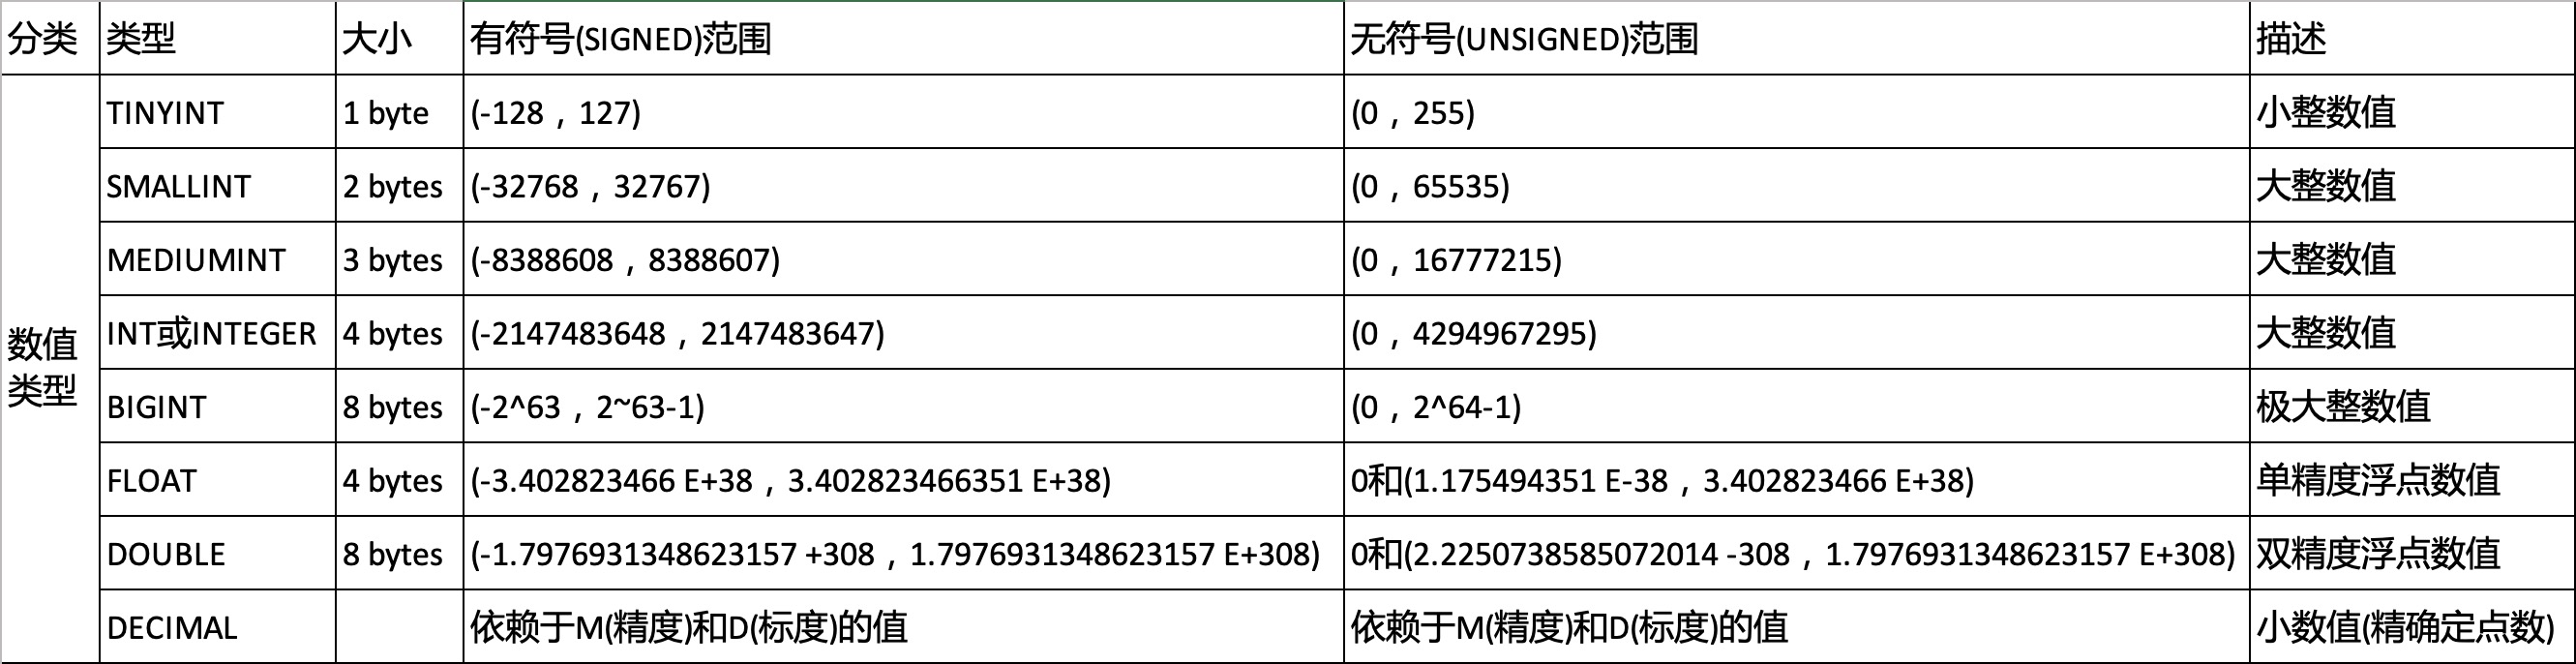 分类 类型 大小 有符号(SIGNED)范围 无符号(UNSIGNED)范围 描述
数值类型
TINYINT 1 byte (-128，127) (0，255) 小整数值
SMALLINT 2 bytes (-32768，32767) (0，65535) 大整数值
MEDIUMINT 3 bytes (-8388608，8388607) (0，16777215) 大整数值
INT或INTEGER 4 bytes (-2147483648，2147483647) (0，4294967295) 大整数值
BIGINT 8 bytes (-2^63，2~63-1) (0，2^64-1) 极大整数值
FLOAT 4 bytes (-3.402823466 E+38，3.402823466351 E+38) 0和(1.175494351 E-38，3.402823466 E+38) 单精度浮点数值
DOUBLE 8 bytes (-1.7976931348623157 +308，1.7976931348623157 E+308) 0和(2.2250738585072014 -308，1.7976931348623157 E+308) 双精度浮点数值
DECIMAL 依赖于M(精度)和D(标度)的值 依赖于M(精度)和D(标度)的值 小数值(精确定点数)